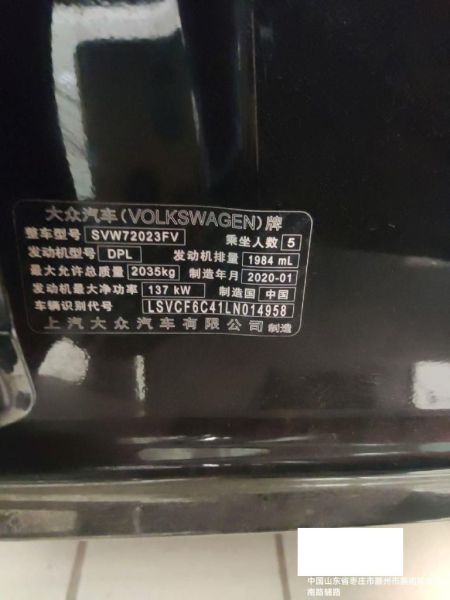 大众汽车(VOLKSWAGEN)牌
整车型号 SVW72023FV 乘坐人数 5
发动机型号 DPL 发动机排量 1984 mL
最大允许总质量 2035kg 制造年月 2020-01
发动机最大净功率 137 kW 制造国 中国
车辆识别代号 LSVCF6C41LN014958
上汽大众汽车有限公司 制造
中国山东省枣庄市滕州市
南路辅路